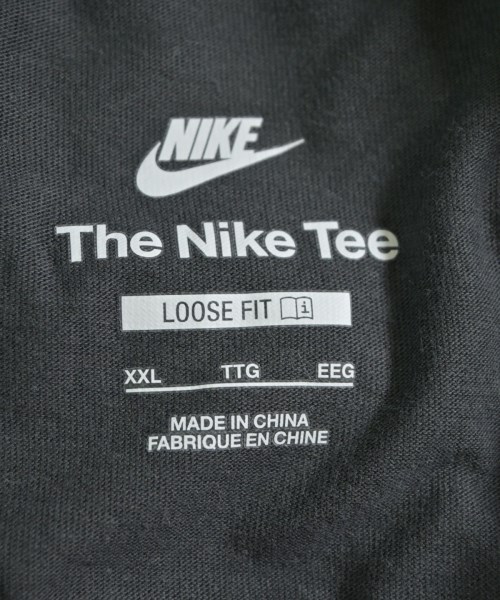 NIKE
The Nike Tee
LOOSE FIT i
XXL TTG EEG
MADE IN CHINA
FABRIQUE EN CHINE